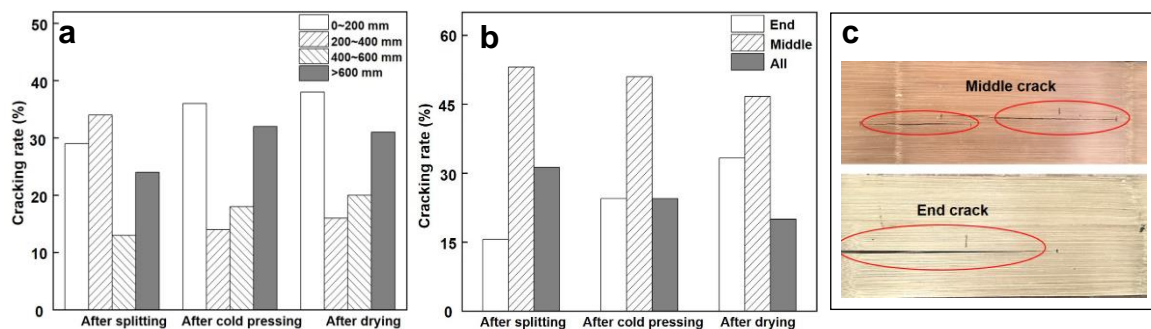 a
Cracking rate (%)
50
40
30
20
10
0
0~200 mm
200~400 mm
400~600 mm
>600 mm
After splitting After cold pressing After drying
b
Cracking rate (%)
60
45
30
15
0
End
Middle
All
After splitting After cold pressing After drying
c
Middle crack
End crack